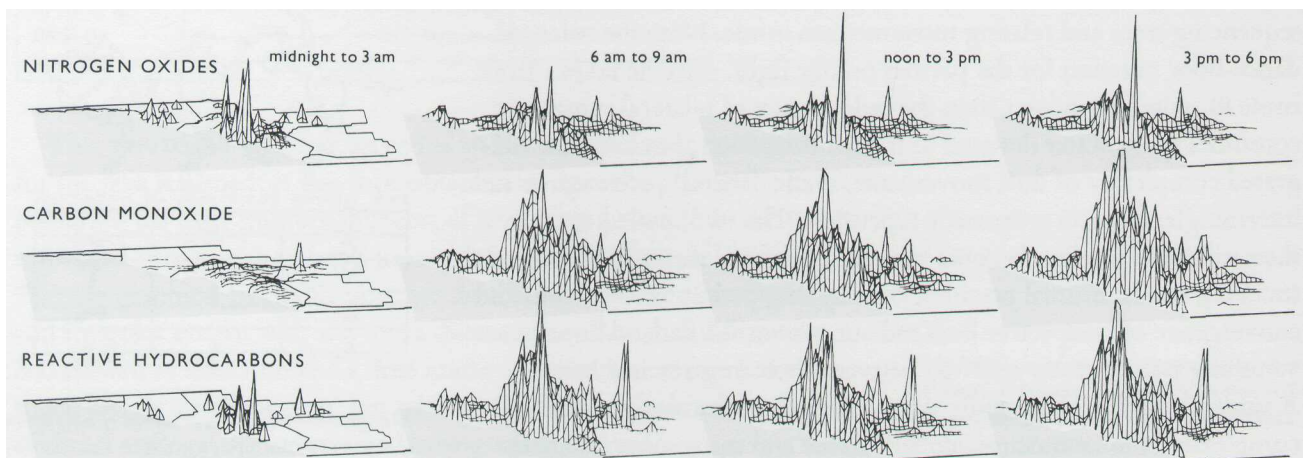 midnight to 3 am
6 am to 9 am
noon to 3 pm
3 pm to 6 pm
NITROGEN OXIDES
CARBON MONOXIDE
REACTIVE HYDROCARBONS